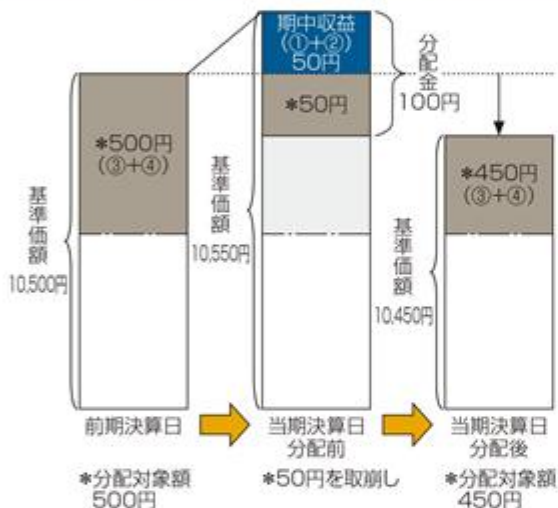 期中収益
(①+②)
50円
分配金
100円
*50円
*500円
(③+④)
*450円
(③+④)
基準価額
10,500円
基準価額
10,550円
基準価額
10,450円
前期決算日
当期決算日
分配前
当期決算日
分配後
*分配対象額
500円
*50円を取崩し
*分配対象額
450円